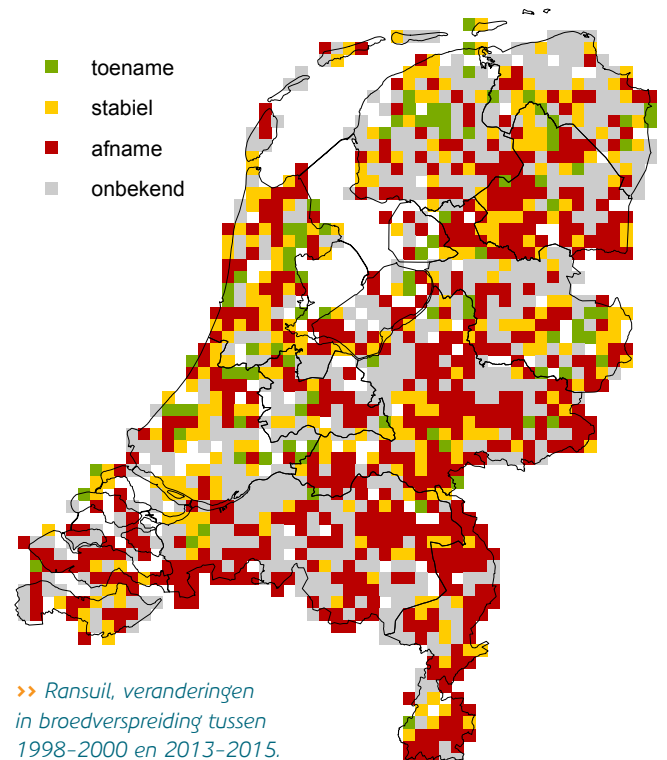 toename
stabiel
afname
onbekend
>> Ransuil, veranderingen
in broedverspreiding tussen
1998-2000 en 2013-2015.